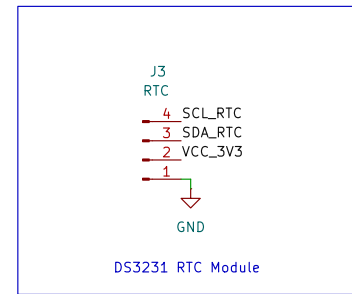 J3
RTC
4 SCL_RTC
3 SDA_RTC
2 VCC_3V3
1
GND
DS3231 RTC Module